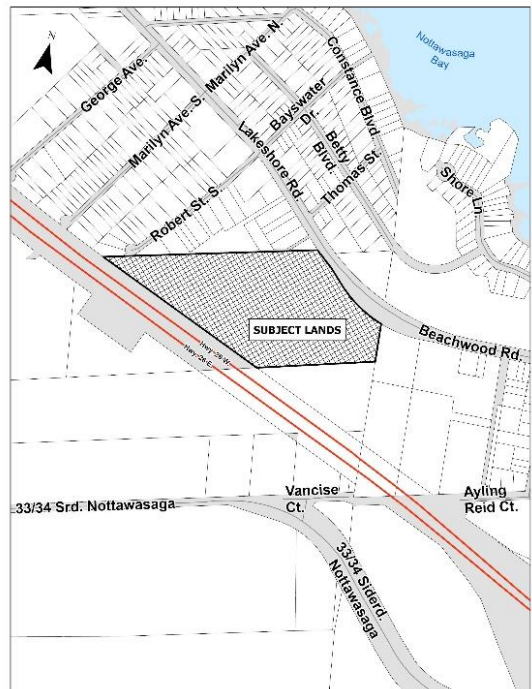 N
Nottawasaga
Bay
George Ave.
Marilyn Ave. S.
Marilyn Ave. N
Constance Blvd.
Bayswater
Dr.
Betty
Blvd.
Lakeshore Rd.
Thomas St.
Shore Ln.
Robert St. S.
SUBJECT LANDS
Beachwood Rd.
Hwy. 26 W
Hwy. 26 E
33/34 Srd. Nottawasaga
Vancise
Ct.
Ayling
Reid Ct.
33/34 Siderd.
Nottawasaga